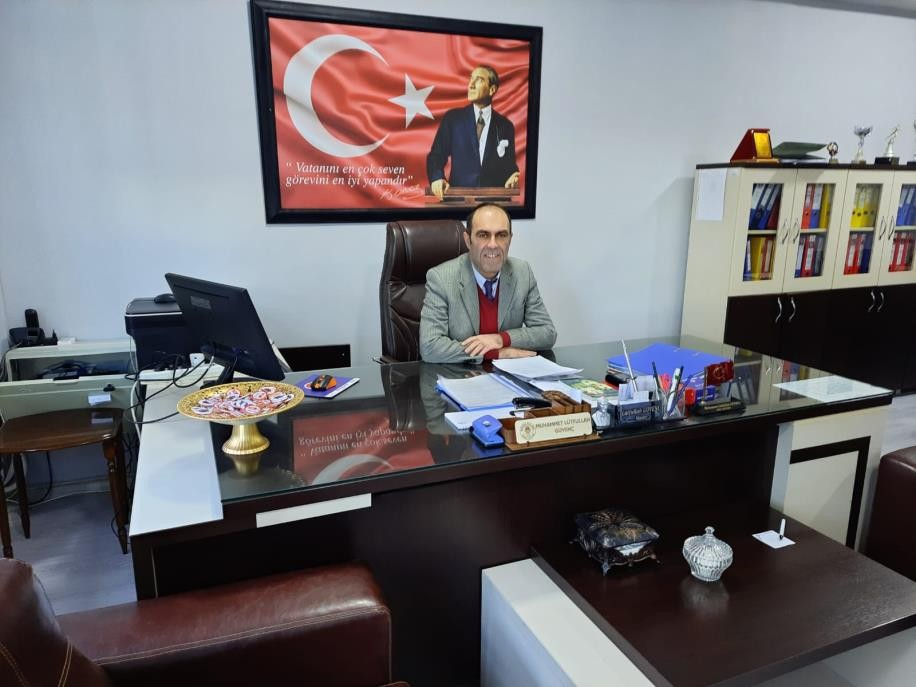 “ Vatanını en çok seven
görevini en iyi yapandır”
MUHAMMET LÜTFULLAH
GÜVENÇ